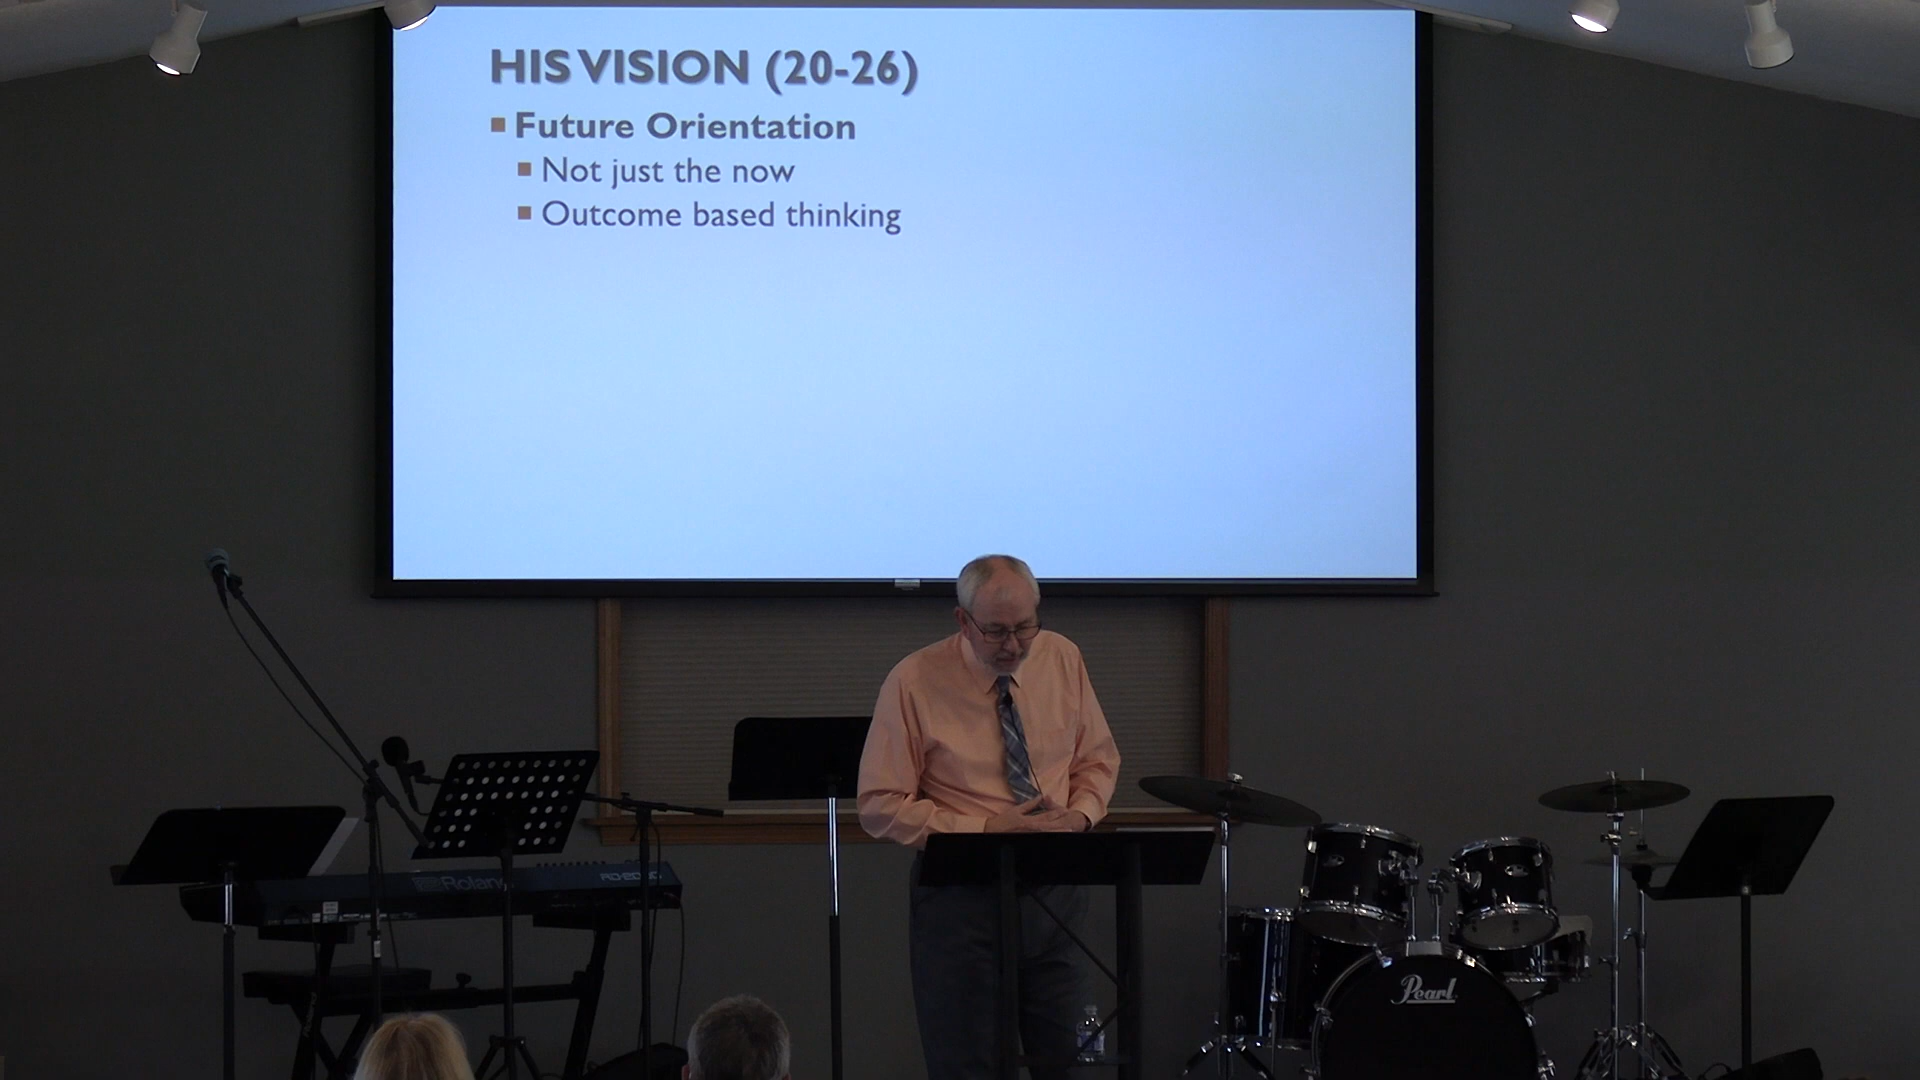 HIS VISION (20-26)
Future Orientation
Not just the now
Outcome based thinking
Roland
Pearl